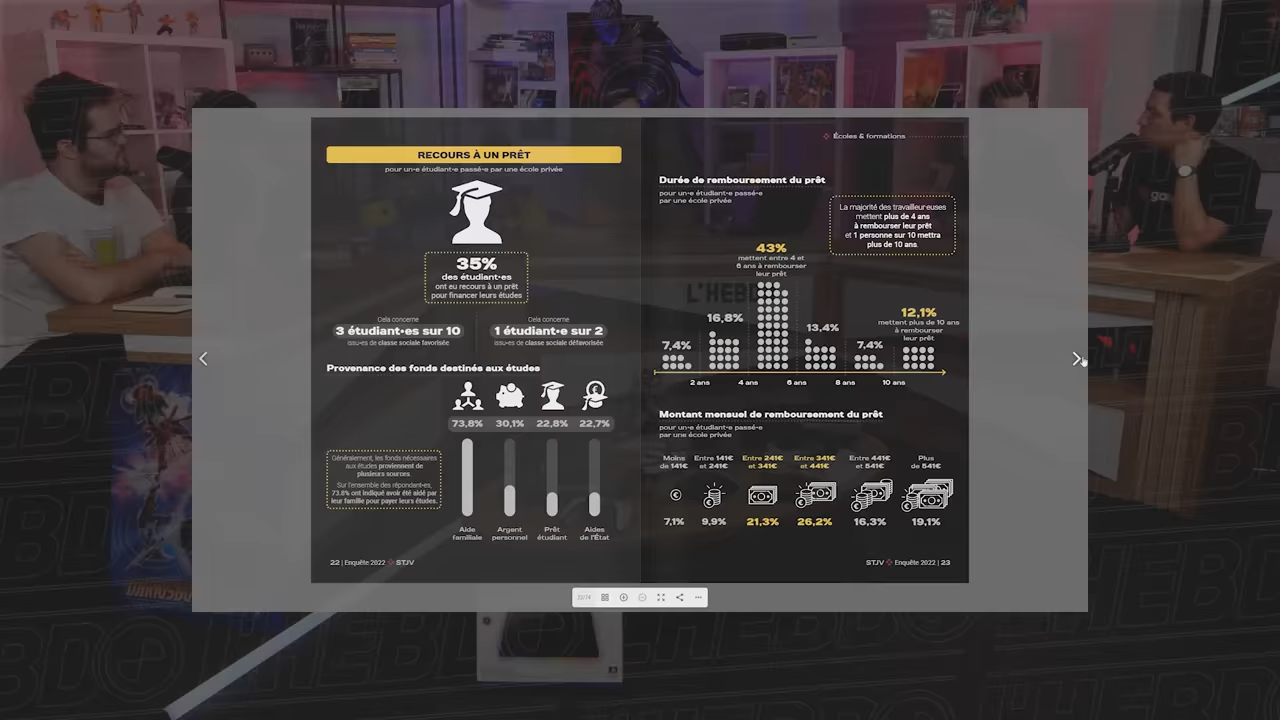 RECOURS À UN PRÊT
pour un•e étudiant•e passé•e par une école privée
35%
des étudiant•es
ont eu recours à un prêt
pour financer leurs études
Cela concerne
3 étudiant•es sur 10
issu•es de classe sociale favorisée
Cela concerne
1 étudiant•e sur 2
issu•es de classe sociale défavorisée
Provenance des fonds destinés aux études
73,8% 30,1% 22,8% 22,7%
Généralement, les fonds nécessaires
aux études proviennent de
plusieurs sources.
Sur l'ensemble des répondant•es,
73.8% ont indiqué avoir été aidé par
leur famille pour payer leurs études.
Aide
familiale
Argent
personnel
Prêt
étudiant
Aides
de l'État
22 | Enquête 2022 STJV
Écoles & formations
Durée de remboursement du prêt
pour un•e étudiant•e passé•e
par une école privée
La majorité des travailleur•euses
mettent plus de 4 ans
à rembourser leur prêt
et 1 personne sur 10 mettra
plus de 10 ans.
43%
mettent entre 4 et
6 ans à rembourser
leur prêt
L'HEBD
7,4%
16,8%
13,4%
7,4%
12,1%
mettent plus de 10 ans
à rembourser
leur prêt
2 ans 4 ans 6 ans 8 ans 10 ans
Montant mensuel de remboursement du prêt
pour un•e étudiant•e passé•e
par une école privée
Moins
de 141€
Entre 141€
et 241€
Entre 241€
et 341€
Entre 341€
et 441€
Entre 441€
et 541€
Plus
de 541€
7,1% 9,9% 21,3% 26,2% 16,3% 19,1%
STJV Enquête 2022 | 23
L'HEBDO